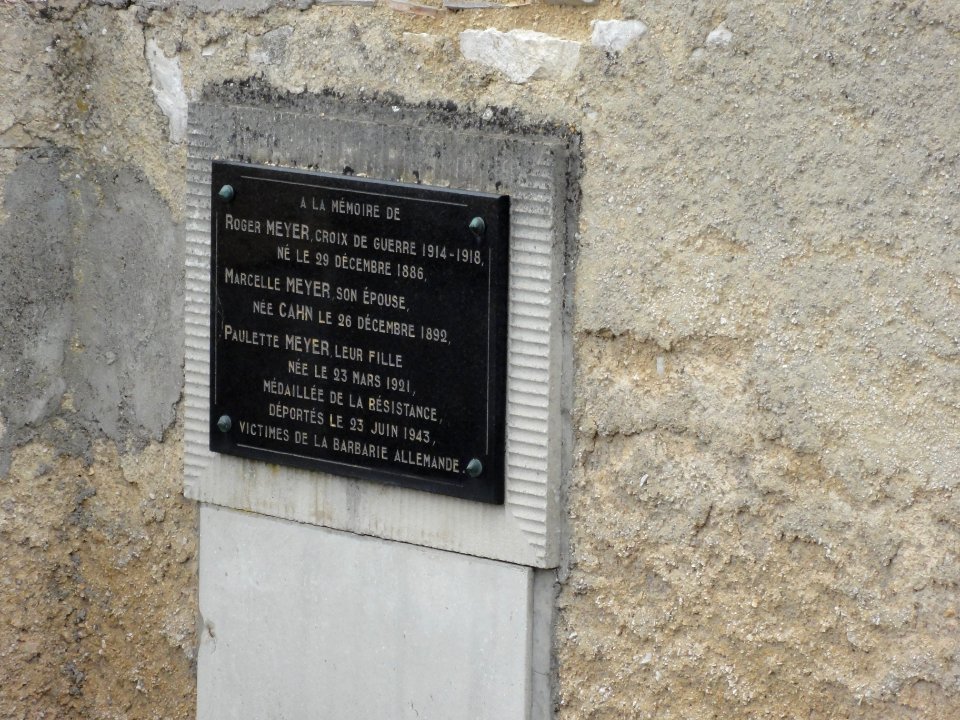 A LA MÉMOIRE DE
ROGER MEYER, CROIX DE GUERRE 1914-1918,
NÉ LE 29 DÉCEMBRE 1886,
MARCELLE MEYER, SON ÉPOUSE,
NÉE CAHN LE 26 DÉCEMBRE 1892,
PAULETTE MEYER, LEUR FILLE
NÉE LE 23 MARS 1921,
MÉDAILLÉE DE LA RÉSISTANCE,
DÉPORTÉS LE 23 JUIN 1943,
VICTIMES DE LA BARBARIE ALLEMANDE.